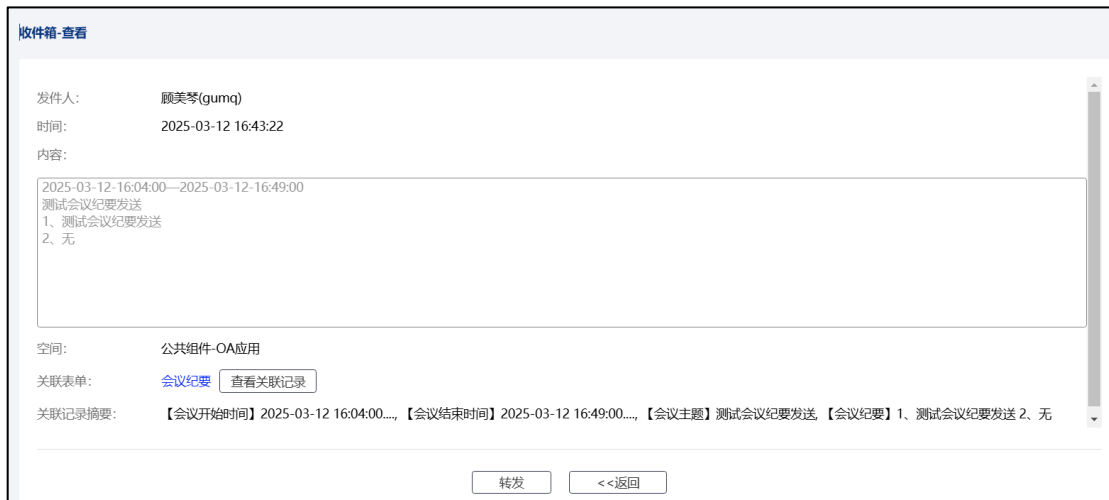 收件箱-查看
发件人: 顾美琴(gumq)
时间: 2025-03-12 16:43:22
内容:
2025-03-12-16:04:00—2025-03-12-16:49:00
测试会议纪要发送
1、测试会议纪要发送
2、无
空间: 公共组件-OA应用
关联表单: 会议纪要 查看关联记录
关联记录摘要: 【会议开始时间】2025-03-12 16:04:00...., 【会议结束时间】2025-03-12 16:49:00...., 【会议主题】测试会议纪要发送, 【会议纪要】1、测试会议纪要发送 2、无
转发 <<返回